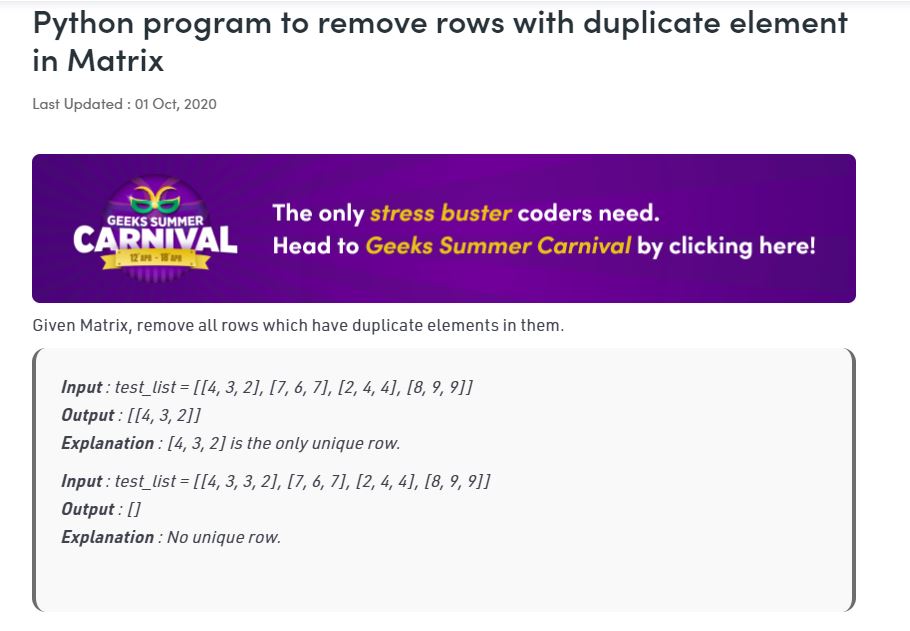 Python program to remove rows with duplicate element
in Matrix
Last Updated : 01 Oct, 2020
GEEKS SUMMER
CARNIVAL
12 APR - 18 APR
The only stress buster coders need.
Head to Geeks Summer Carnival by clicking here!
Given Matrix, remove all rows which have duplicate elements in them.
Input : test_list = [[4, 3, 2], [7, 6, 7], [2, 4, 4], [8, 9, 9]]
Output : [[4, 3, 2]]
Explanation : [4, 3, 2] is the only unique row.
Input : test_list = [[4, 3, 3, 2], [7, 6, 7], [2, 4, 4], [8, 9, 9]]
Output : []
Explanation : No unique row.